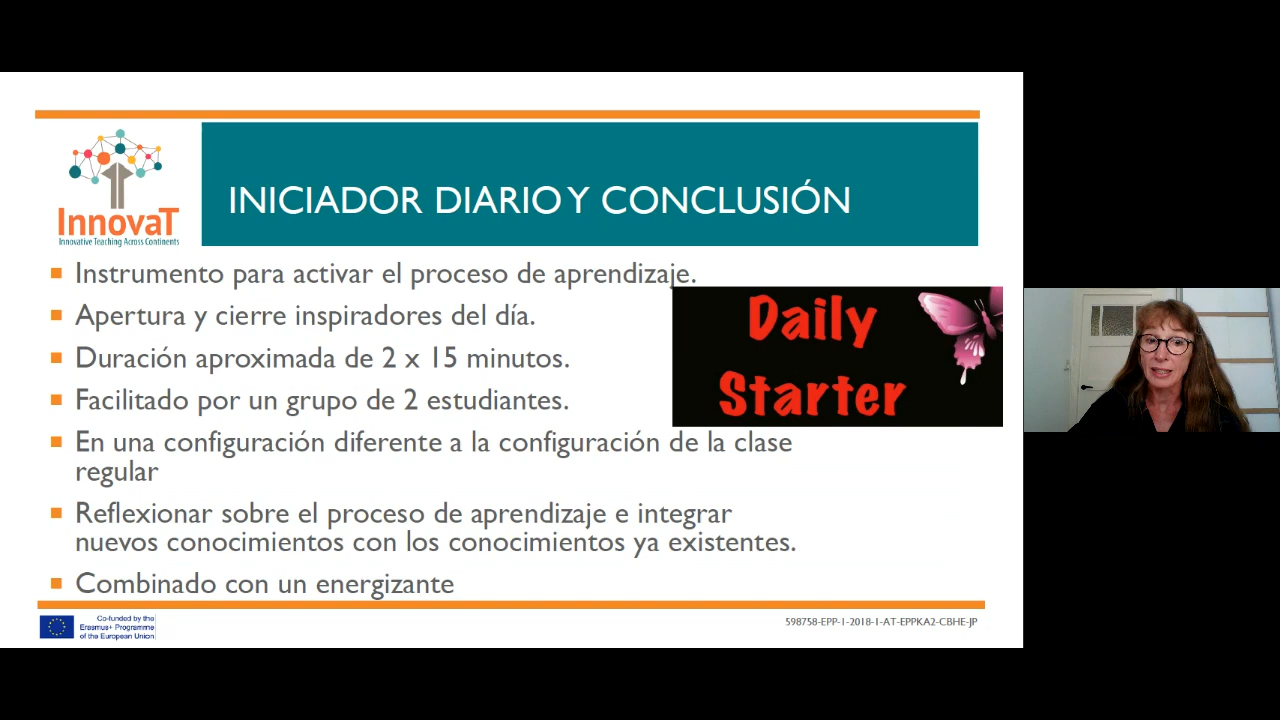 InnovaT
Innovative Teaching Across Continents
INICIADOR DIARIO Y CONCLUSIÓN
Instrumento para activar el proceso de aprendizaje.
Apertura y cierre inspiradores del día.
Duración aproximada de 2 x 15 minutos.
Facilitado por un grupo de 2 estudiantes.
En una configuración diferente a la configuración de la clase
regular
Reflexionar sobre el proceso de aprendizaje e integrar
nuevos conocimientos con los conocimientos ya existentes.
Combinado con un energizante
Daily
Starter
Co-funded by the
Erasmus+ Programme
of the European Union
598758-EPP-1-2018-1-AT-EPPKA2-CBHE-JP